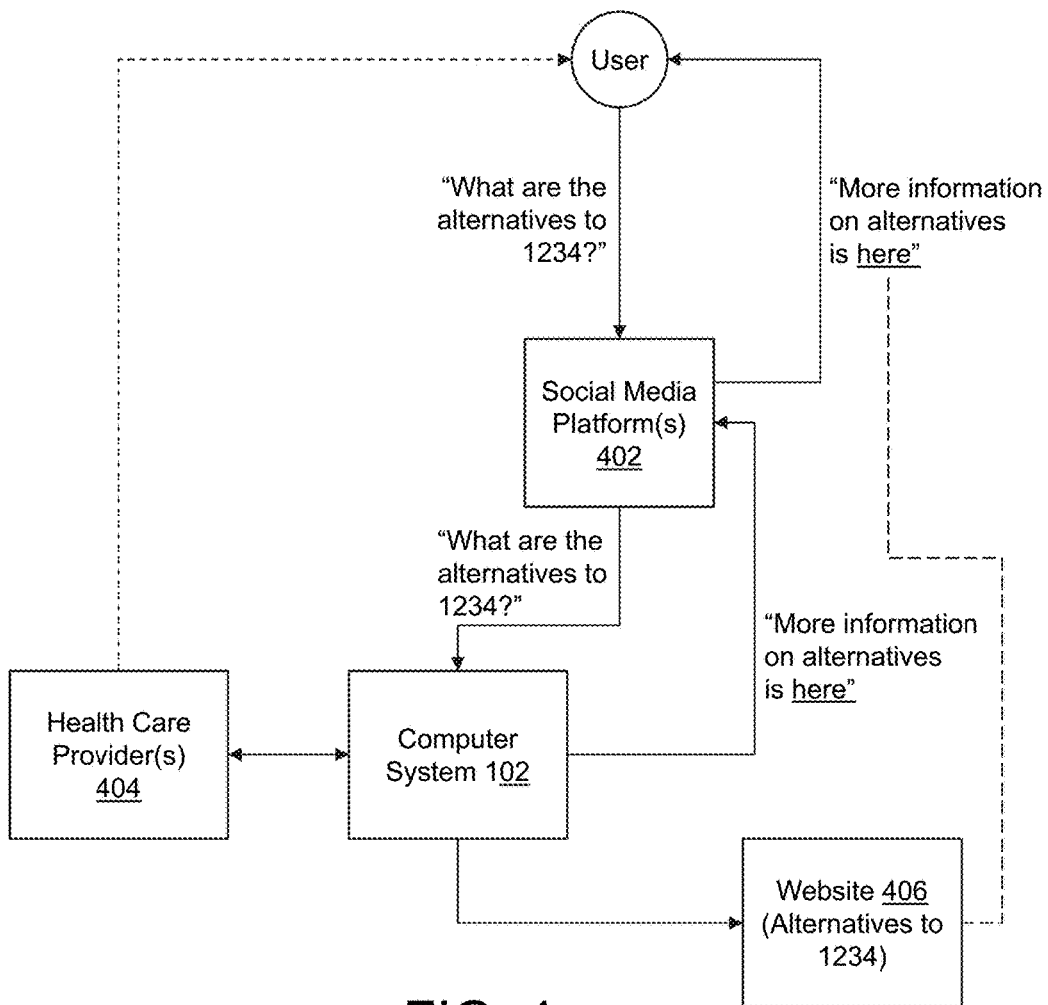 User
“What are the
alternatives to
1234?”
“More information
on alternatives
is here”
Social Media
Platform(s)
402
“What are the
alternatives to
1234?”
“More information
on alternatives
is here”
Health Care
Provider(s)
404
Computer
System 102
Website 406
(Alternatives to
1234)